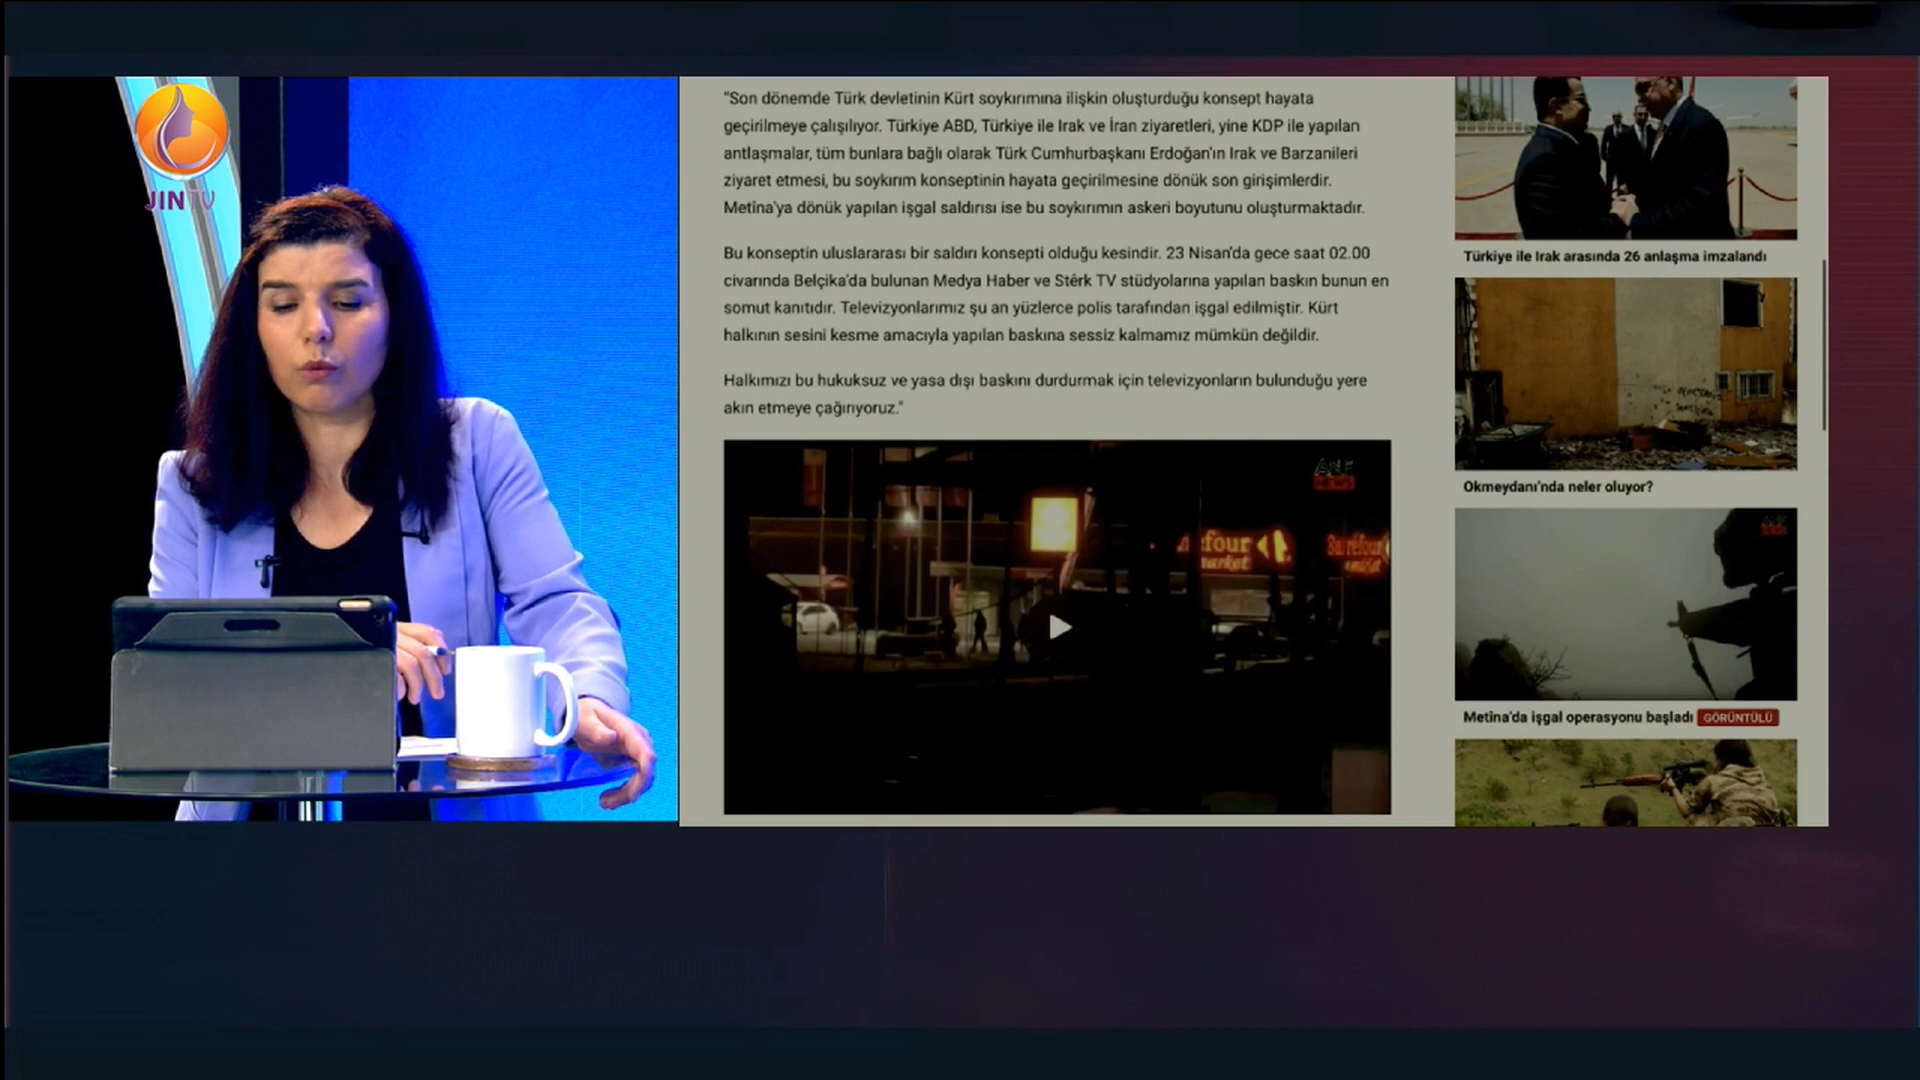 JINTV
"Son dönemde Türk devletinin Kürt soykırımına ilişkin oluşturduğu konsept hayata
geçirilmeye çalışılıyor. Türkiye ABD, Türkiye ile Irak ve İran ziyaretleri, yine KDP ile yapılan
antlaşmalar, tüm bunlara bağlı olarak Türk Cumhurbaşkanı Erdoğan'ın Irak ve Barzanileri
ziyaret etmesi, bu soykırım konseptinin hayata geçirilmesine dönük son girişimlerdir.
Metîna'ya dönük yapılan işgal saldırısı ise bu soykırımın askeri boyutunu oluşturmaktadır.
Bu konseptin uluslararası bir saldırı konsepti olduğu kesindir. 23 Nisan'da gece saat 02.00
civarında Belçika'da bulunan Medya Haber ve Stêrk TV stüdyolarına yapılan baskın bunun en
somut kanıtıdır. Televizyonlarımız şu an yüzlerce polis tarafından işgal edilmiştir. Kürt
halkının sesini kesme amacıyla yapılan baskına sessiz kalmamız mümkün değildir.
Halkımızı bu hukuksuz ve yasa dışı baskını durdurmak için televizyonların bulunduğu yere
akın etmeye çağırıyoruz."
ANF
NEWS
Türkiye ile Irak arasında 26 anlaşma imzalandı
Okmeydanı'nda neler oluyor?
Metîna'da işgal operasyonu başladı GÖRÜNTÜLÜ